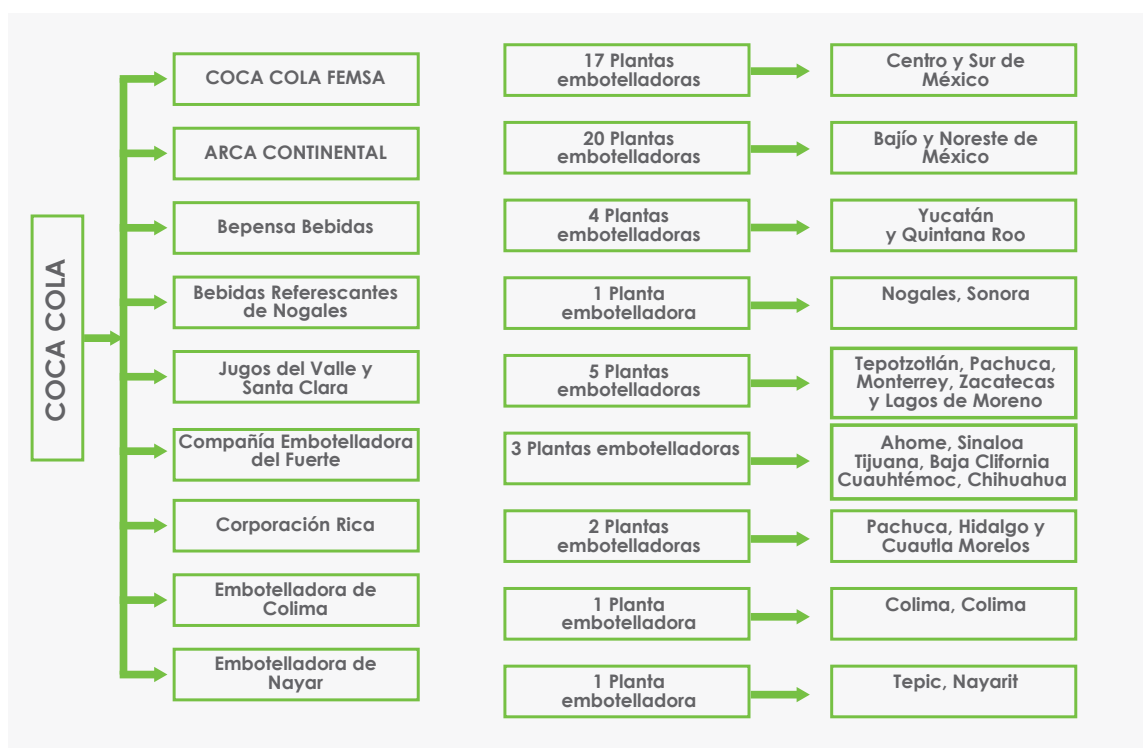 COCA COLA
COCA COLA FEMSA
17 Plantas
embotelladoras
Centro y Sur de
México
ARCA CONTINENTAL
20 Plantas
embotelladoras
Bajío y Noreste de
México
Bepensa Bebidas
4 Plantas
embotelladoras
Yucatán
y Quintana Roo
Bebidas Referescantes
de Nogales
1 Planta
embotelladora
Nogales, Sonora
Jugos del Valle y
Santa Clara
5 Plantas
embotelladoras
Tepotzotlán, Pachuca,
Monterrey, Zacatecas
y Lagos de Moreno
Compañía Embotelladora
del Fuerte
3 Plantas embotelladoras
Ahome, Sinaloa
Tijuana, Baja Clifornia
Cuauhtémoc, Chihuahua
Corporación Rica
2 Plantas
embotelladoras
Pachuca, Hidalgo y
Cuautla Morelos
Embotelladora de
Colima
1 Planta
embotelladora
Colima, Colima
Embotelladora de
Nayar
1 Planta
embotelladora
Tepic, Nayarit